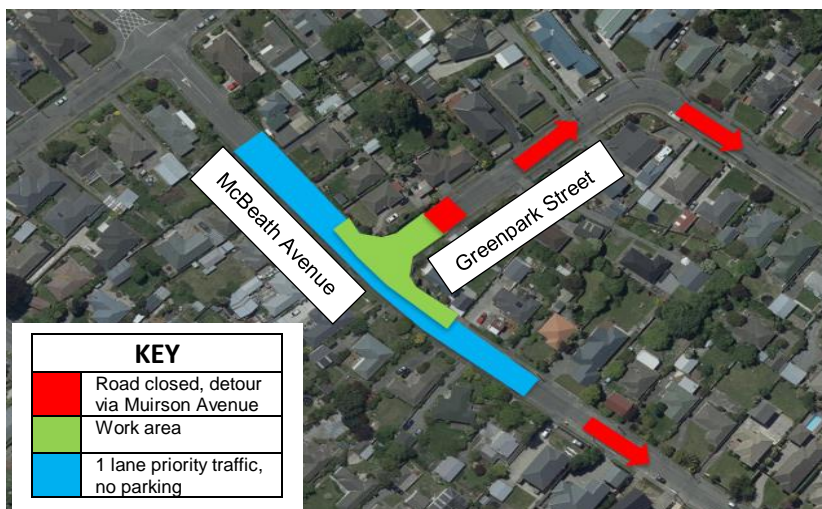 McBeath Avenue
Greenpark Street
KEY
Road closed, detour
via Muirson Avenue
Work area
1 lane priority traffic,
no parking